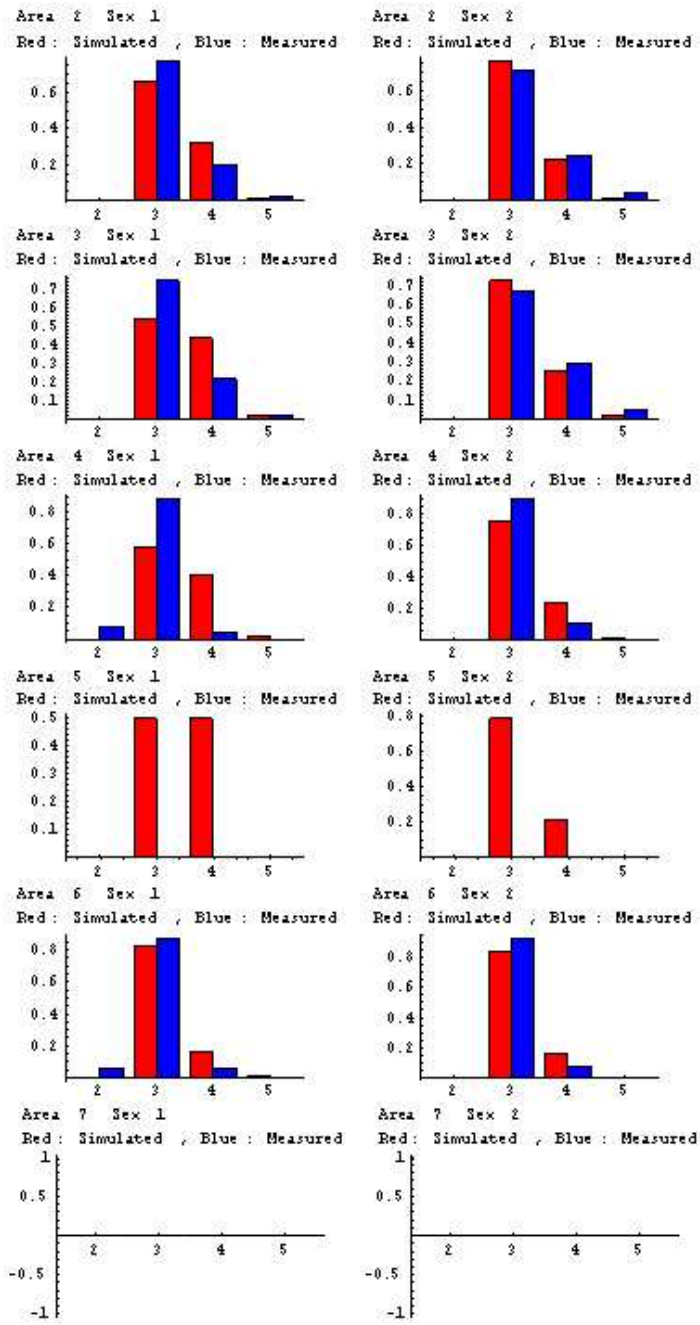 Area 2 Sex 1
Red: Simulated , Blue: Measured
0.6
0.4
0.2
2 3 4 5
Area 2 Sex 2
Red: Simulated , Blue: Measured
0.6
0.4
0.2
2 3 4 5
Area 3 Sex 1
Red: Simulated , Blue: Measured
0.7
0.6
0.5
0.4
0.3
0.2
0.1
2 3 4 5
Area 3 Sex 2
Red: Simulated , Blue: Measured
0.7
0.6
0.5
0.4
0.3
0.2
0.1
2 3 4 5
Area 4 Sex 1
Red: Simulated , Blue: Measured
0.8
0.6
0.4
0.2
2 3 4 5
Area 4 Sex 2
Red: Simulated , Blue: Measured
0.8
0.6
0.4
0.2
2 3 4 5
Area 5 Sex 1
Red: Simulated , Blue: Measured
0.5
0.4
0.3
0.2
0.1
2 3 4 5
Area 5 Sex 2
Red: Simulated , Blue: Measured
0.8
0.6
0.4
0.2
2 3 4 5
Area 6 Sex 1
Red: Simulated , Blue: Measured
0.8
0.6
0.4
0.2
2 3 4 5
Area 6 Sex 2
Red: Simulated , Blue: Measured
0.8
0.6
0.4
0.2
2 3 4 5
Area 7 Sex 1
Red: Simulated , Blue: Measured
1
0.5
2 3 4 5
-0.5
-1
Area 7 Sex 2
Red: Simulated , Blue: Measured
1
0.5
2 3 4 5
-0.5
-1